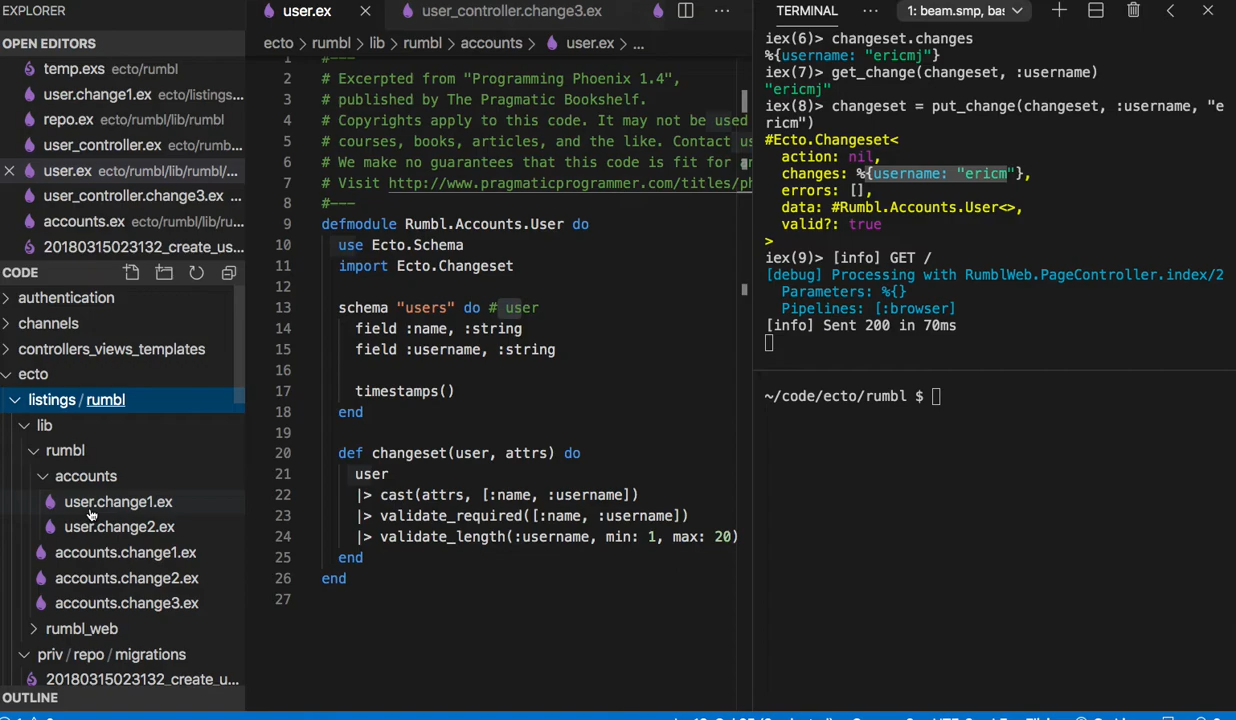 EXPLORER
OPEN EDITORS
temp.exs ecto/rumbl
user.change1.ex ecto/listings...
repo.ex ecto/rumbl/lib/rumbl
user_controller.ex ecto/rumb...
user.ex ecto/rumbl/lib/rumbl/...
user_controller.change3.ex ...
accounts.ex ecto/rumbl/lib/ru...
20180315023132_create_us...
CODE
authentication
channels
controllers_views_templates
ecto
listings / rumbl
lib
rumbl
accounts
user.change1.ex
user.change2.ex
accounts.change1.ex
accounts.change2.ex
accounts.change3.ex
rumbl_web
priv / repo / migrations
20180315023132_create_u...
OUTLINE
user.ex
user_controller.change3.ex
ecto > rumbl > lib > rumbl > accounts > user.ex > ...
1 #---
2 # Excerpted from "Programming Phoenix 1.4",
3 # published by The Pragmatic Bookshelf.
4 # Copyrights apply to this code. It may not be used
5 # courses, books, articles, and the like. Contact us
6 # We make no guarantees that this code is fit for an
7 # Visit http://www.pragmaticprogrammer.com/titles/ph
8 #---
9 defmodule Rumbl.Accounts.User do
10 use Ecto.Schema
11 import Ecto.Changeset
12
13 schema "users" do # user
14 field :name, :string
15 field :username, :string
16
17 timestamps()
18 end
19
20 def changeset(user, attrs) do
21 user
22 |> cast(attrs, [:name, :username])
23 |> validate_required([:name, :username])
24 |> validate_length(:username, min: 1, max: 20)
25 end
26 end
27
TERMINAL ... 1: beam.smp, bas
iex(6)> changeset.changes
%{username: "ericmj"}
iex(7)> get_change(changeset, :username)
"ericmj"
iex(8)> changeset = put_change(changeset, :username, "e
ricm")
#Ecto.Changeset<
action: nil,
changes: %{username: "ericm"},
errors: [],
data: #Rumbl.Accounts.User<>,
valid?: true
>
iex(9)> [info] GET /
[debug] Processing with RumblWeb.PageController.index/2
Parameters: %{}
Pipelines: [:browser]
[info] Sent 200 in 70ms
~/code/ecto/rumbl $